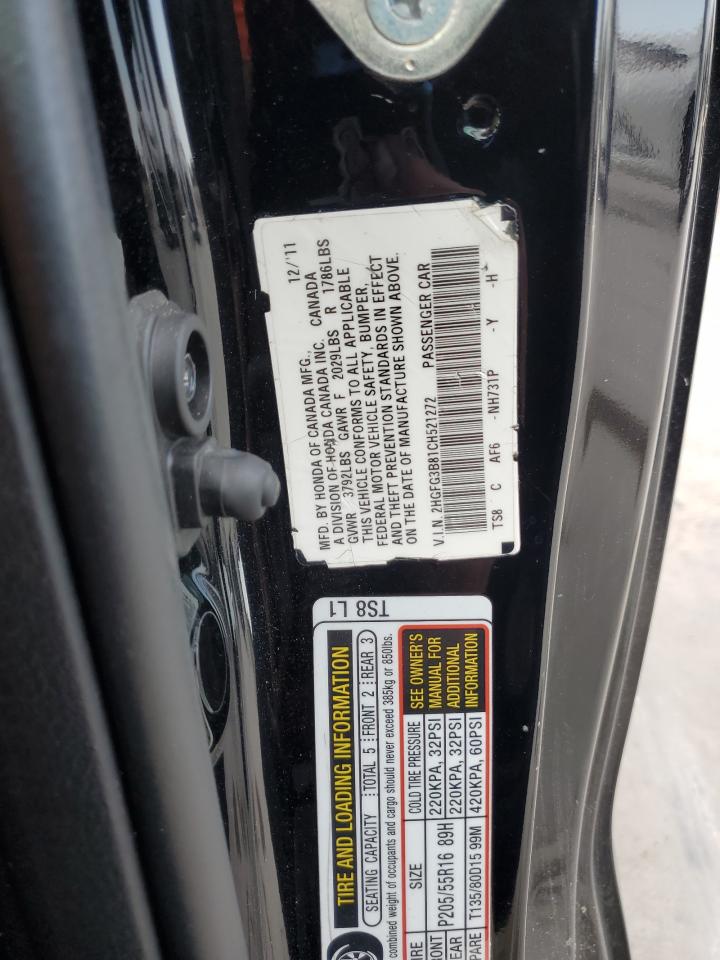 12/'11
MFD. BY HONDA OF CANADA MFG.,
A DIVISION OF HONDA CANADA INC. CANADA
GVWR 3792LBS GAWR F 2029LBS R 1786LBS
THIS VEHICLE CONFORMS TO ALL APPLICABLE
FEDERAL MOTOR VEHICLE SAFETY, BUMPER,
AND THEFT PREVENTION STANDARDS IN EFFECT
ON THE DATE OF MANUFACTURE SHOWN ABOVE.
V.I.N. 2HGFG3B81CH521272 PASSENGER CAR
TS8 C AF6 -NH731P -Y -H
TS8 L1
TIRE AND LOADING INFORMATION
SEATING CAPACITY TOTAL 5 FRONT 2 REAR 3
combined weight of occupants and cargo should never exceed 385kg or 850lbs.
SIZE COLD TIRE PRESSURE SEE OWNER'S
P205/55R16 89H 220KPA, 32PSI MANUAL FOR
220KPA, 32PSI ADDITIONAL
T135/80D15 99M 420KPA, 60PSI INFORMATION